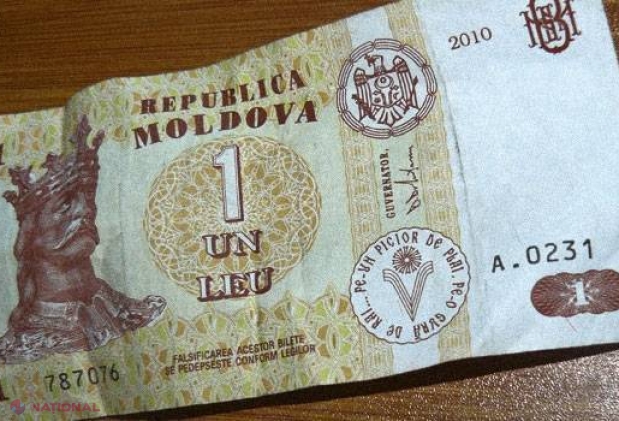 2010
REPUBLICA
MOLDOVA
1
UN
LEU
GUVERNATOR,
PE-UN PICIOR DE PLAI, PE-O GURĂ DE RAI...
A.0231
1
787076
FALSIFICAREA ACESTOR BILETE
SE PEDEPSEȘTE CONFORM LEGILOR
NATIONAL